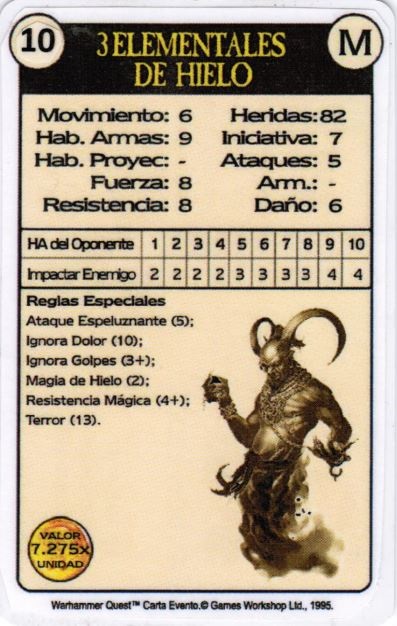 10
M
3 ELEMENTALES
DE HIELO
Movimiento: 6 Heridas: 82
Hab. Armas: 9 Iniciativa: 7
Hab. Proyec: - Ataques: 5
Fuerza: 8 Arm.: -
Resistencia: 8 Daño: 6
HA del Oponente 1 2 3 4 5 6 7 8 9 10
Impactar Enemigo 2 2 2 2 3 3 3 3 4 4
Reglas Especiales
Ataque Espeluznante (5);
Ignora Dolor (10);
Ignora Golpes (3+);
Magia de Hielo (2);
Resistencia Mágica (4+);
Terror (13).
VALOR
7.275x
UNIDAD
Warhammer Quest™ Carta Evento.© Games Workshop Ltd., 1995.